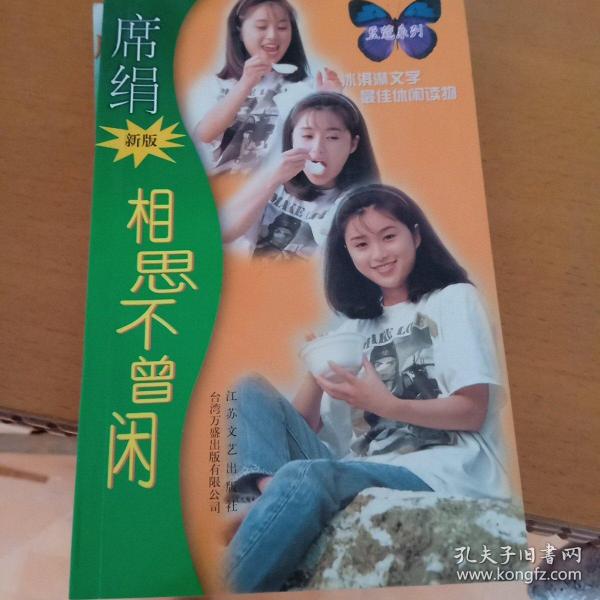 席绢
新版
相思不曾闲
冰淇淋文学
最佳休闲读物
江苏文艺出版社
台湾万盛出版有限公司
孔夫子旧书网
www.kongfz.com